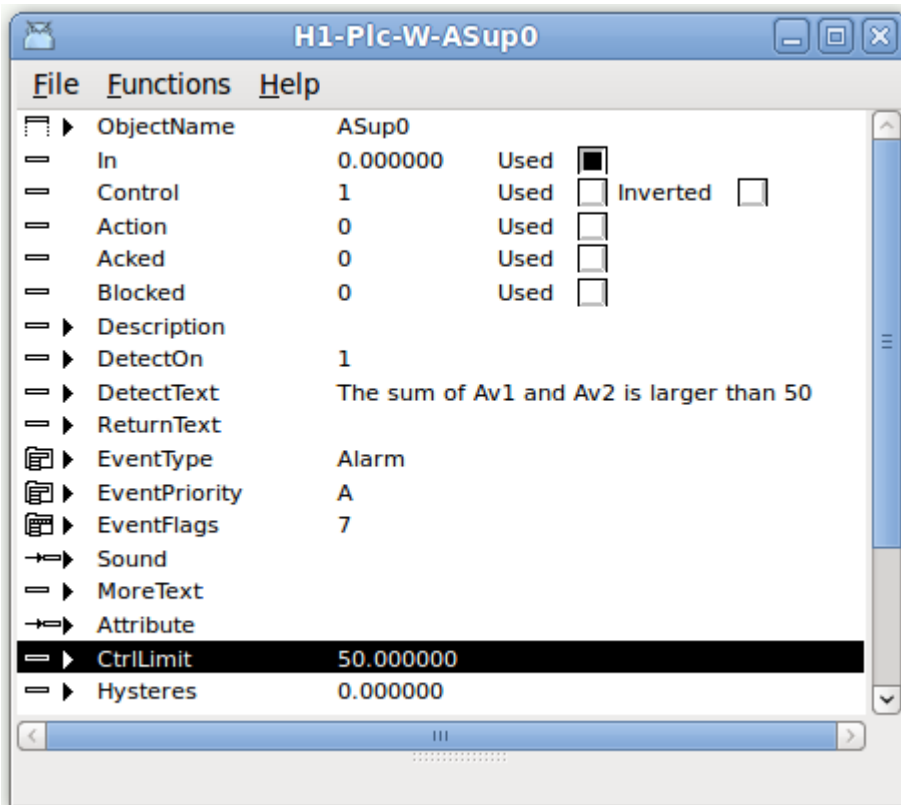 H1-Plc-W-ASup0
File Functions Help
ObjectName ASup0
In 0.000000 Used
Control 1 Used Inverted
Action 0 Used
Acked 0 Used
Blocked 0 Used
Description
DetectOn 1
DetectText The sum of Av1 and Av2 is larger than 50
ReturnText
EventType Alarm
EventPriority A
EventFlags 7
Sound
MoreText
Attribute
CtrlLimit 50.000000
Hysteres 0.000000